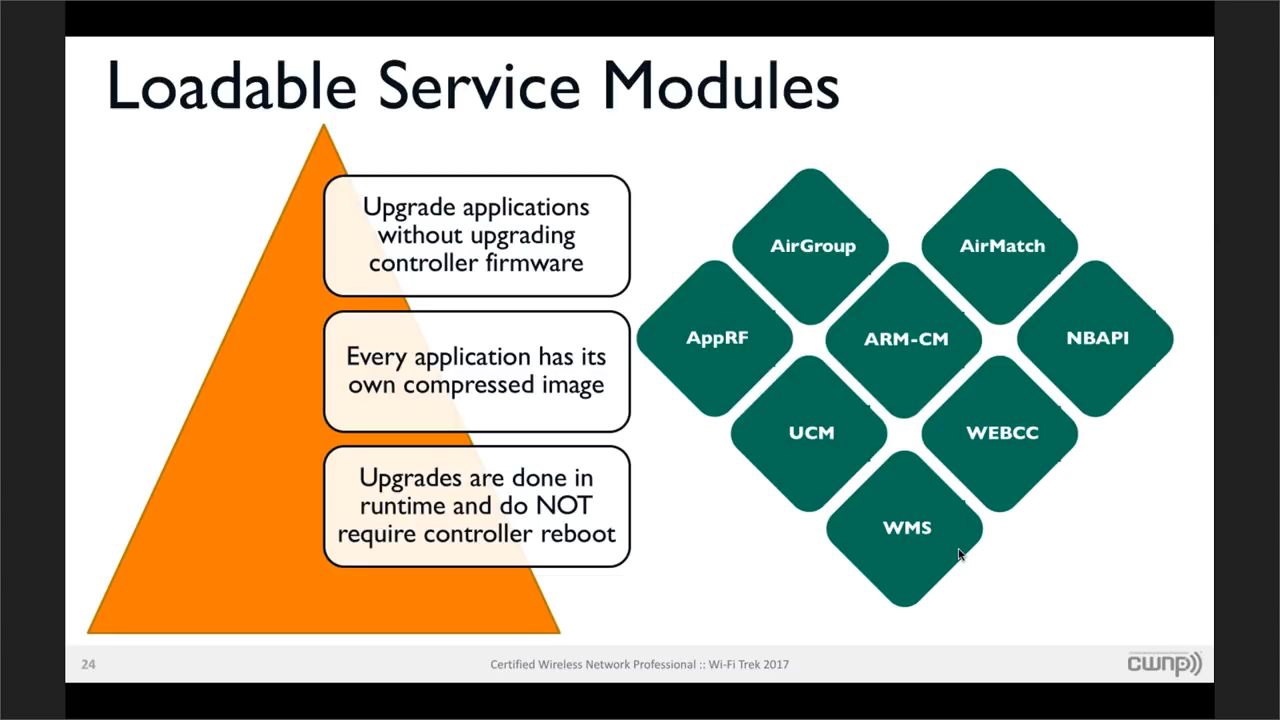 Loadable Service Modules
Upgrade applications
without upgrading
controller firmware
Every application has its
own compressed image
Upgrades are done in
runtime and do NOT
require controller reboot
AirGroup
AirMatch
AppRF
ARM-CM
NBAPI
UCM
WEBCC
WMS
24
Certified Wireless Network Professional :: Wi-Fi Trek 2017
cwnp